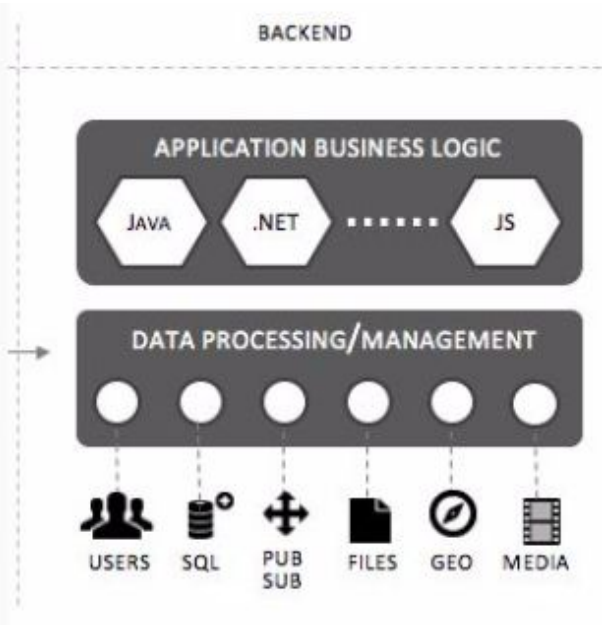 BACKEND
APPLICATION BUSINESS LOGIC
JAVA .NET JS
DATA PROCESSING/MANAGEMENT
USERS SQL PUB SUB FILES GEO MEDIA